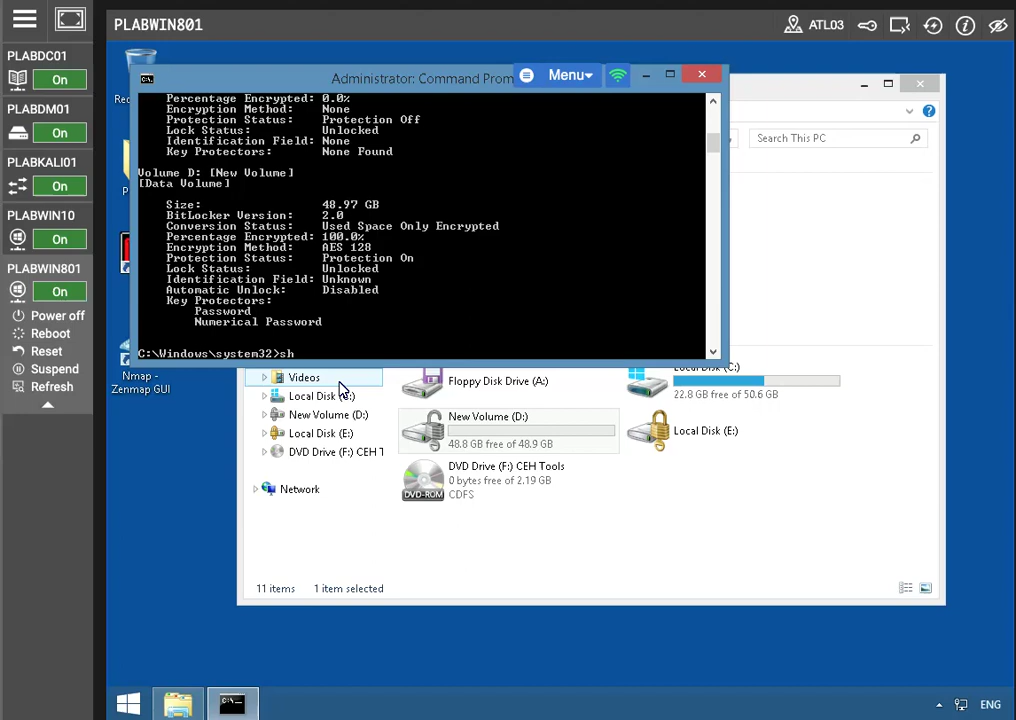 PLABWIN801
ATL03
PLABDC01
On
PLABDM01
On
PLABKALI01
On
PLABWIN10
On
PLABWIN801
On
Power off
Reboot
Reset
Suspend
Refresh
Administrator: Command Prom
Menu
Percentage Encrypted: 0.0%
Encryption Method: None
Protection Status: Protection Off
Lock Status: Unlocked
Identification Field: None
Key Protectors: None Found
Volume D: [New Volume]
[Data Volume]
Size: 48.97 GB
BitLocker Version: 2.0
Conversion Status: Used Space Only Encrypted
Percentage Encrypted: 100.0%
Encryption Method: AES 128
Protection Status: Protection On
Lock Status: Unlocked
Identification Field: Unknown
Automatic Unlock: Disabled
Key Protectors:
Password
Numerical Password
C:\Windows\system32>sh
Search This PC
Nmap -
Zenmap GUI
Videos
Local Disk
New Volume (D:)
Local Disk (E:)
DVD Drive (F:) CEH T
Network
Floppy Disk Drive (A:)
Local Disk (C:)
22.8 GB free of 50.6 GB
New Volume (D:)
48.8 GB free of 48.9 GB
Local Disk (E:)
DVD Drive (F:) CEH Tools
0 bytes free of 2.19 GB
CDFS
DVD-ROM
11 items
1 item selected
ENG